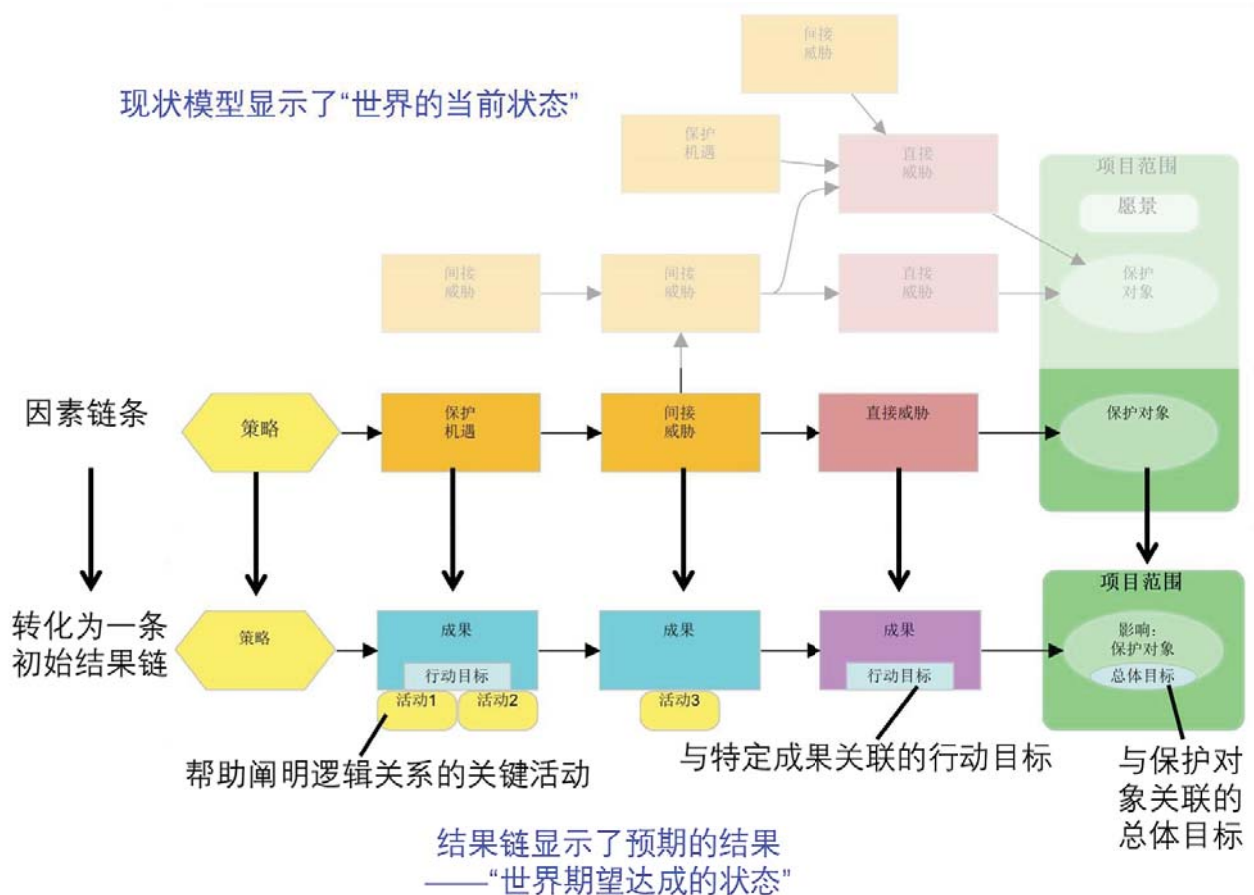 间接
威胁
现状模型显示了“世界的当前状态”
保护
机遇
直接
威胁
项目范围
愿景
间接
威胁
间接
威胁
直接
威胁
保护
对象
因素链条
策略
保护
机遇
间接
威胁
直接威胁
保护对象
转化为一条
初始结果链
策略
成果
行动目标
活动1
活动2
成果
活动3
成果
行动目标
项目范围
影响:
保护对象
总体目标
帮助阐明逻辑关系的关键活动
与特定成果关联的行动目标
与保护对
象关联的
总体目标
结果链显示了预期的结果
——“世界期望达成的状态”